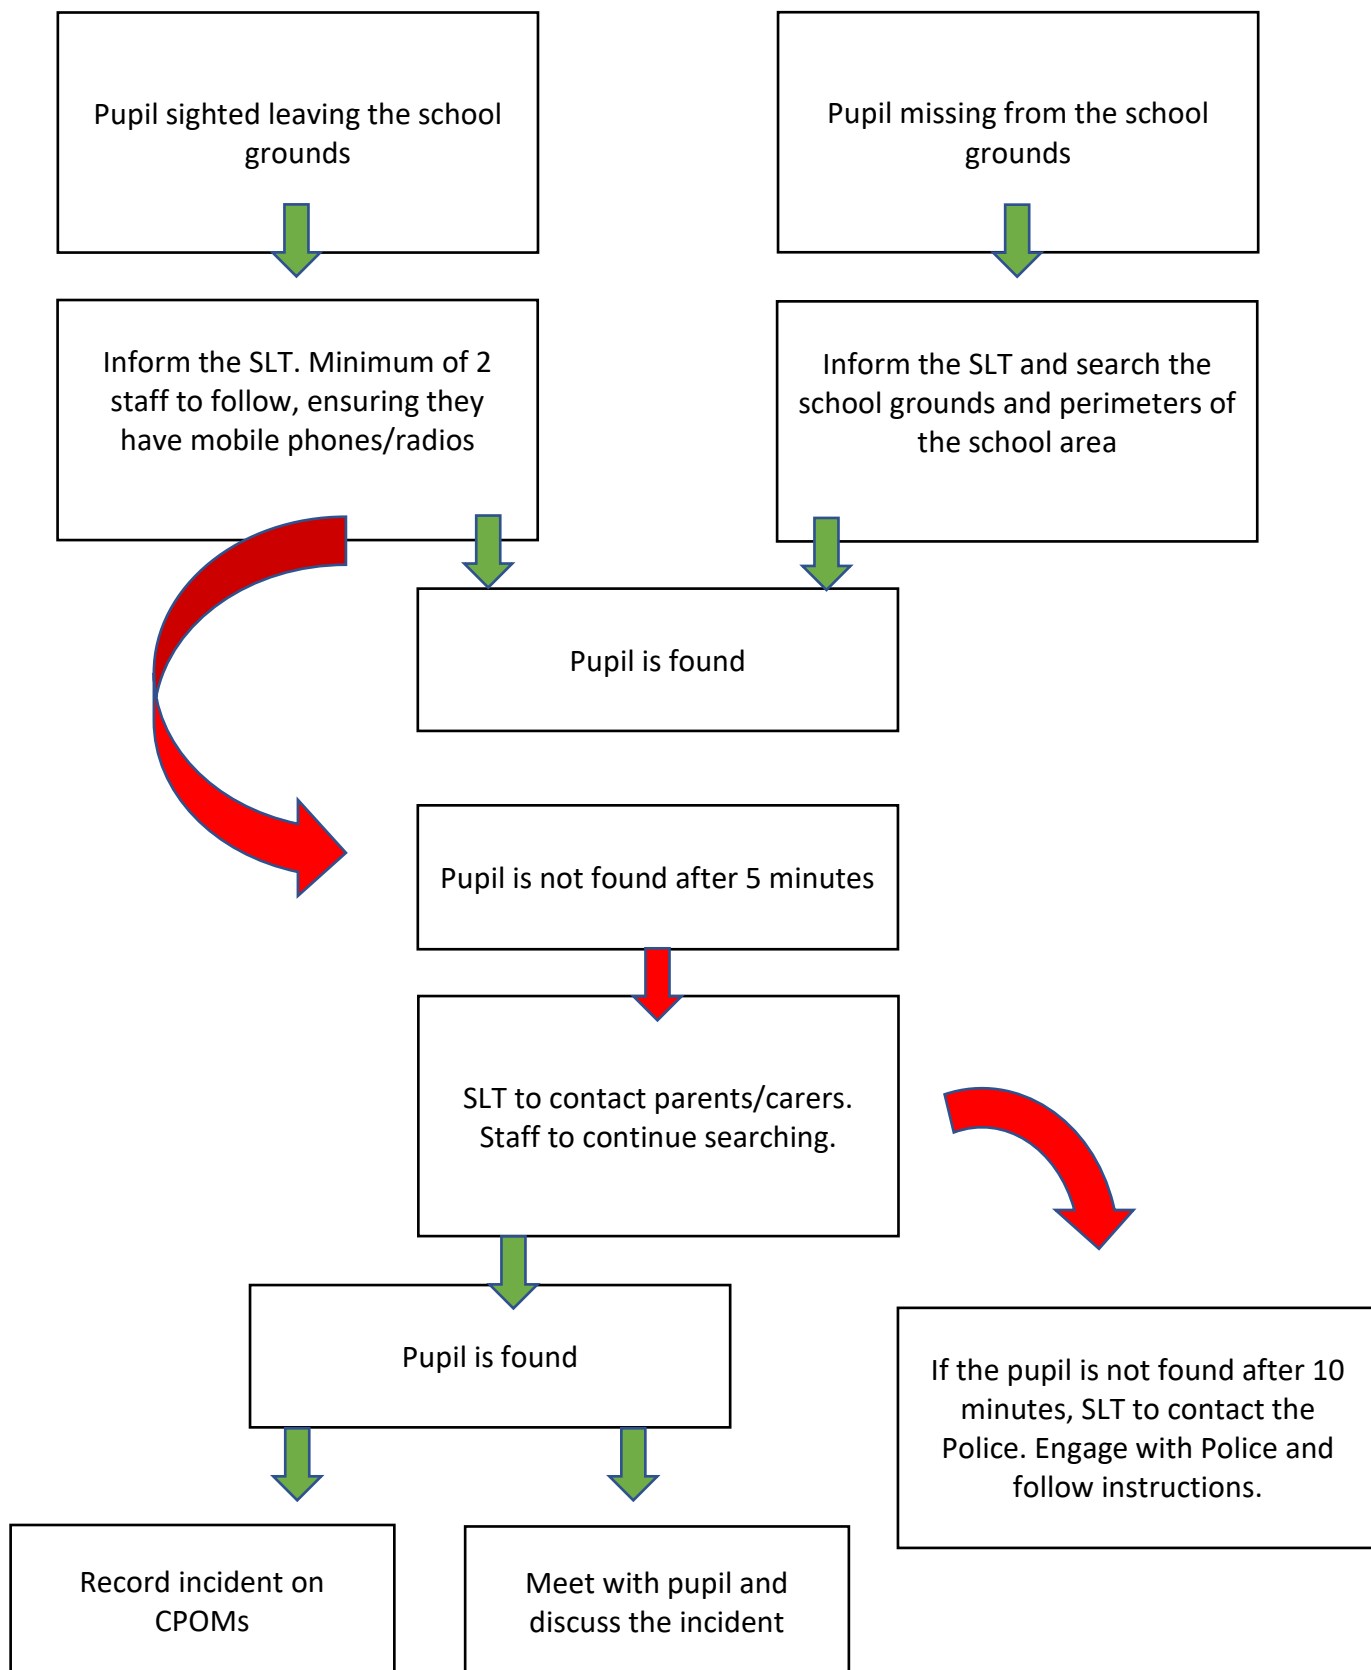 Pupil sighted leaving the school
grounds
Pupil missing from the school
grounds
Inform the SLT. Minimum of 2
staff to follow, ensuring they
have mobile phones/radios
Inform the SLT and search the
school grounds and perimeters of
the school area
Pupil is found
Pupil is not found after 5 minutes
SLT to contact parents/carers.
Staff to continue searching.
Pupil is found
If the pupil is not found after 10
minutes, SLT to contact the
Police. Engage with Police and
follow instructions.
Record incident on
CPOMs
Meet with pupil and
discuss the incident